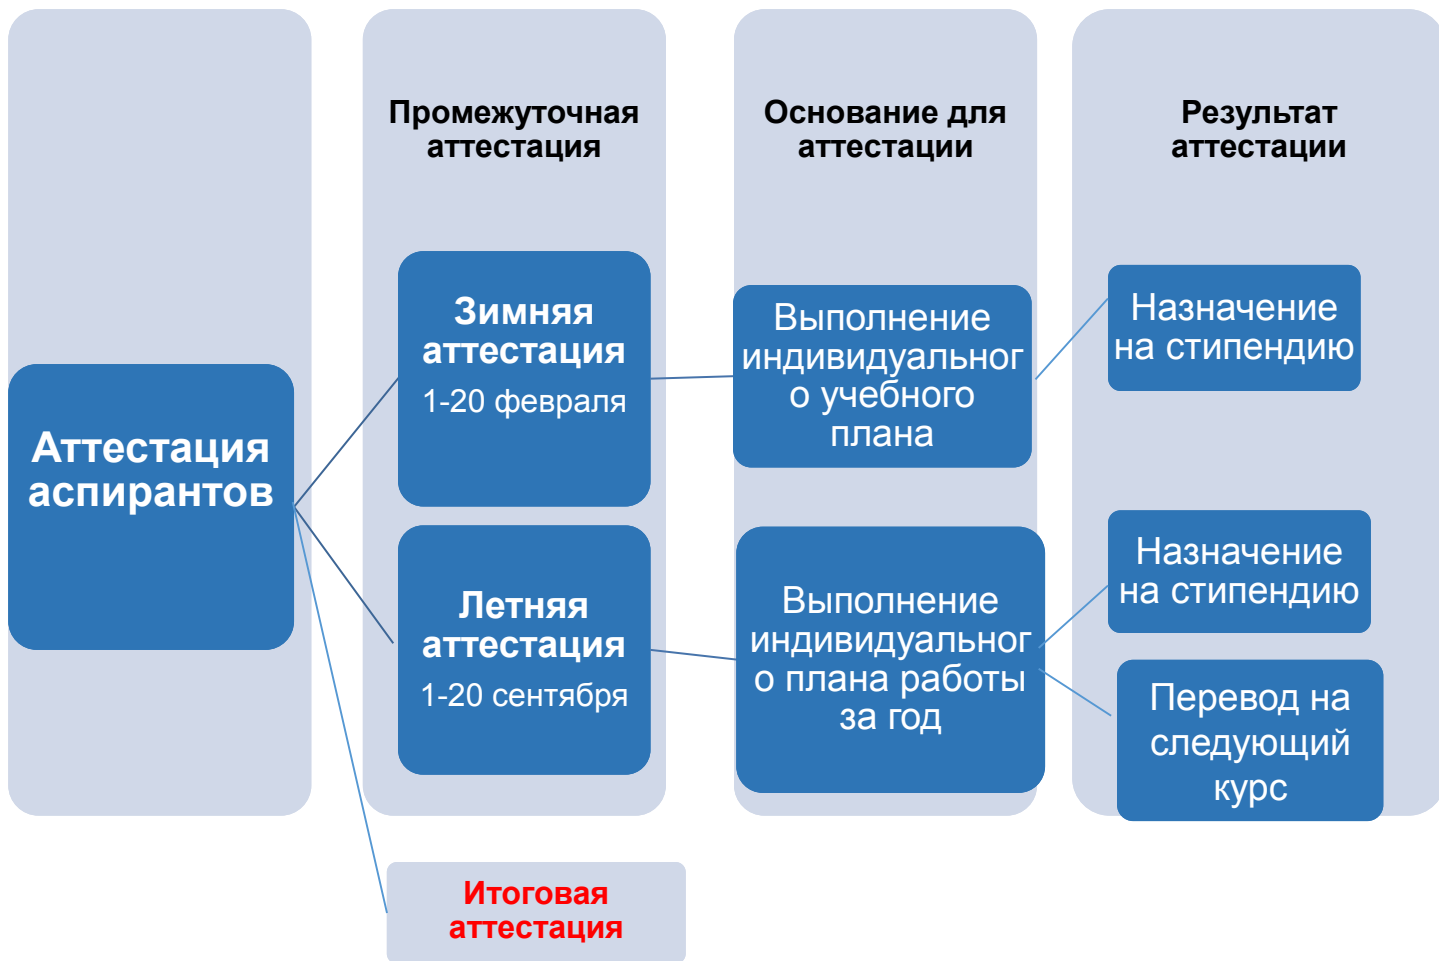 Промежуточная
аттестация
Основание для
аттестации
Результат
аттестации
Аттестация
аспирантов
Зимняя
аттестация
1-20 февраля
Выполнение
индивидуальног
о учебного
плана
Назначение
на стипендию
Летняя
аттестация
1-20 сентября
Выполнение
индивидуальног
о плана работы
за год
Назначение
на стипендию
Перевод на
следующий
курс
Итоговая
аттестация